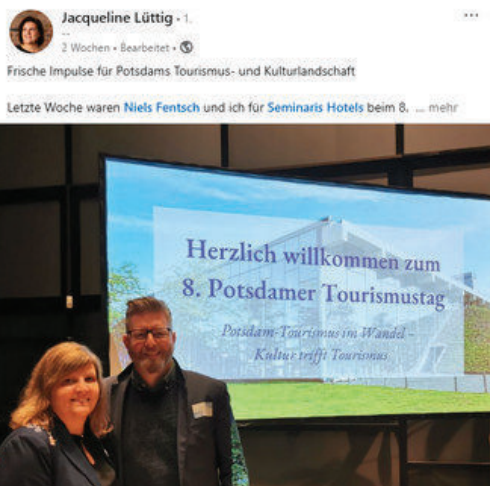 Jacqueline Lüttig • 1.
2 Wochen • Bearbeitet •
Frische Impulse für Potsdams Tourismus- und Kulturlandschaft
Letzte Woche waren Niels Fentsch und ich für Seminaris Hotels beim 8. ... mehr
Herzlich willkommen zum
8. Potsdamer Tourismustag
Potsdam-Tourismus im Wandel –
Kultur trifft Tourismus